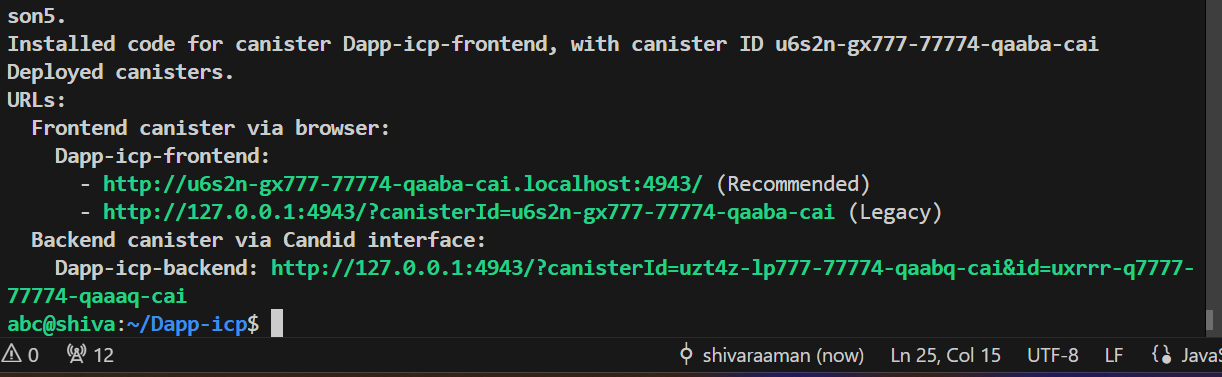 son5.
Installed code for canister Dapp-icp-frontend, with canister ID u6s2n-gx777-77774-qaaba-cai
Deployed canisters.
URLs:
  Frontend canister via browser:
    Dapp-icp-frontend:
      - http://u6s2n-gx777-77774-qaaba-cai.localhost:4943/ (Recommended)
      - http://127.0.0.1:4943/?canisterId=u6s2n-gx777-77774-qaaba-cai (Legacy)
  Backend canister via Candid interface:
    Dapp-icp-backend: http://127.0.0.1:4943/?canisterId=uzt4z-lp777-77774-qaabq-cai&id=uxrrr-q7777-
77774-qaaaq-cai
abc@shiva:~/Dapp-icp$
0 12 shivaraaman (now) Ln 25, Col 15 UTF-8 LF JavaS